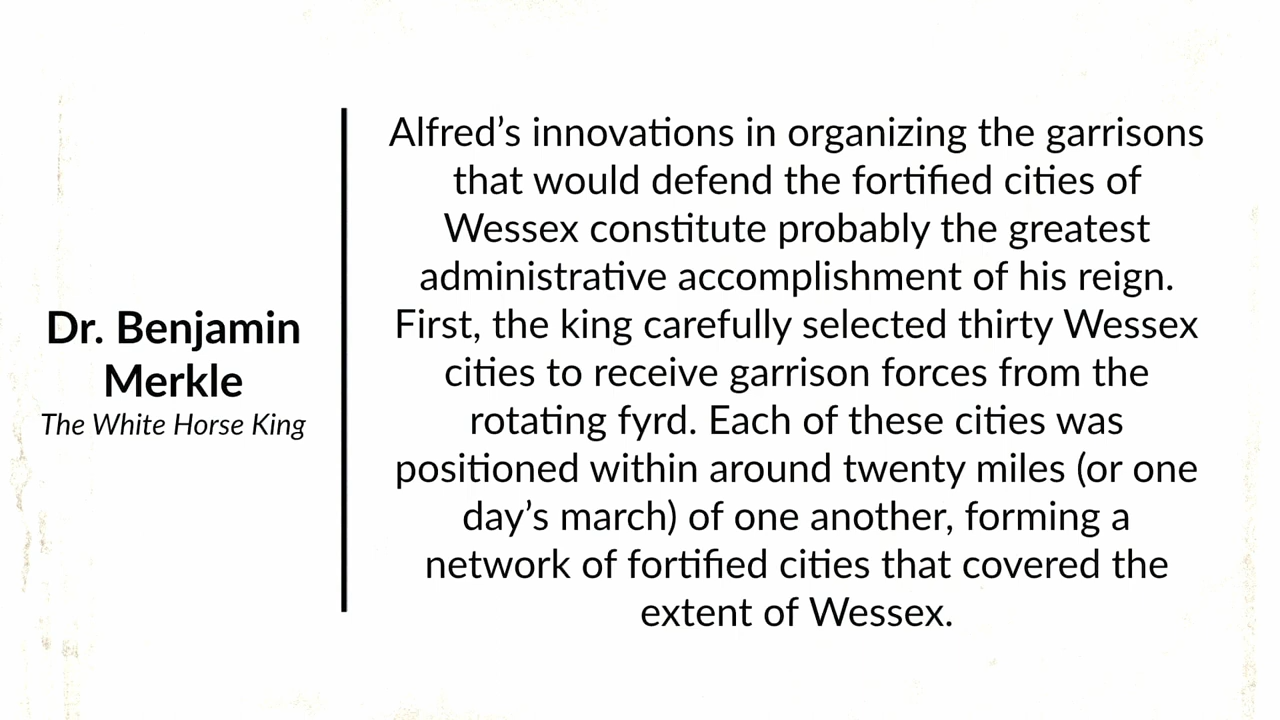 Dr. Benjamin
Merkle
The White Horse King
Alfred’s innovations in organizing the garrisons
that would defend the fortified cities of
Wessex constitute probably the greatest
administrative accomplishment of his reign.
First, the king carefully selected thirty Wessex
cities to receive garrison forces from the
rotating fyrd. Each of these cities was
positioned within around twenty miles (or one
day’s march) of one another, forming a
network of fortified cities that covered the
extent of Wessex.